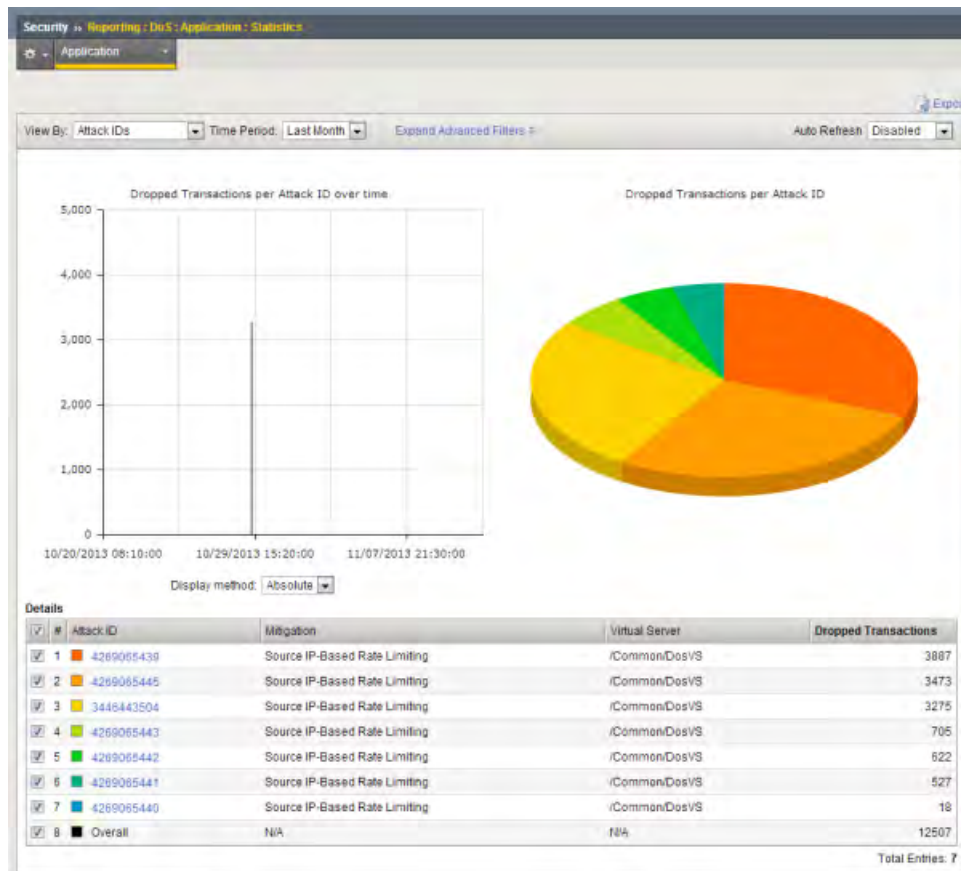 Security » Reporting : DoS : Application : Statistics
Application
View By: Attack IDs Time Period: Last Month Expand Advanced Filters Auto Refresh Disabled
Dropped Transactions per Attack ID over time
Dropped Transactions per Attack ID
5,000
4,000
3,000
2,000
1,000
0
10/20/2013 08:10:00 10/29/2013 15:20:00 11/07/2013 21:30:00
Display method: Absolute
Details
# Attack ID Mitigation Virtual Server Dropped Transactions
1 4269065439 Source IP-Based Rate Limiting /Common/DosVS 3887
2 4269065445 Source IP-Based Rate Limiting /Common/DosVS 3473
3 3446443504 Source IP-Based Rate Limiting /Common/DosVS 3275
4 4269065443 Source IP-Based Rate Limiting /Common/DosVS 705
5 4269065442 Source IP-Based Rate Limiting /Common/DosVS 622
6 4269065441 Source IP-Based Rate Limiting /Common/DosVS 527
7 4269065440 Source IP-Based Rate Limiting /Common/DosVS 18
8 Overall N/A N/A 12507
Total Entries: 7